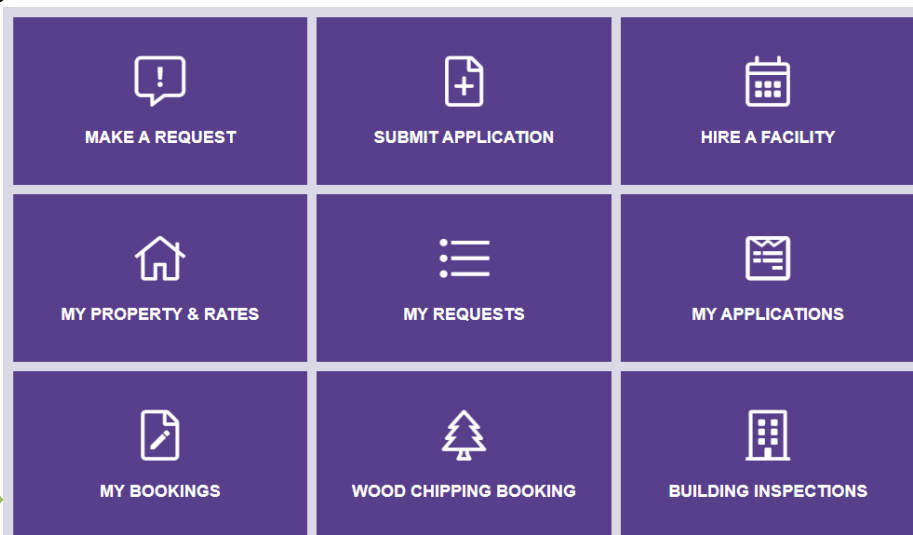 MAKE A REQUEST
SUBMIT APPLICATION
HIRE A FACILITY
MY PROPERTY & RATES
MY REQUESTS
MY APPLICATIONS
MY BOOKINGS
WOOD CHIPPING BOOKING
BUILDING INSPECTIONS